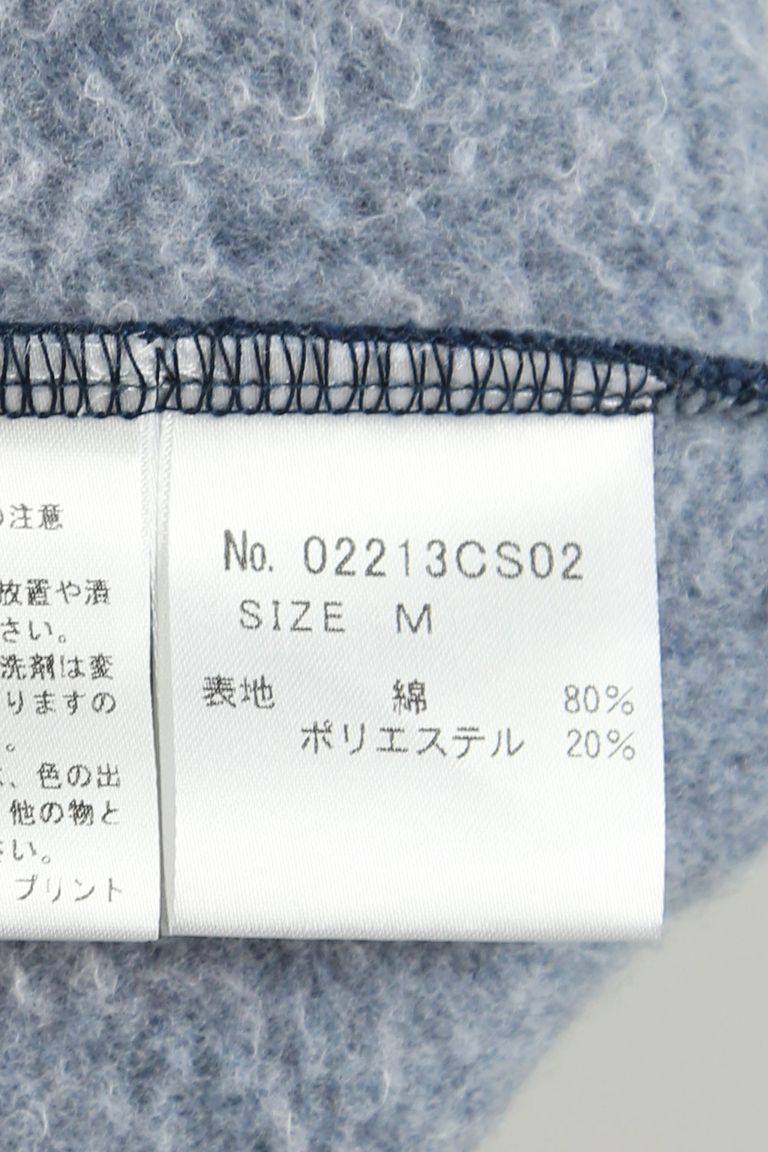 の注意
放置や漬
さい。
洗剤は変
りますの
。
、色の出
他の物と
さい。
プリント
No. 02213CS02
SIZE M
表地 綿 80%
ポリエステル 20%